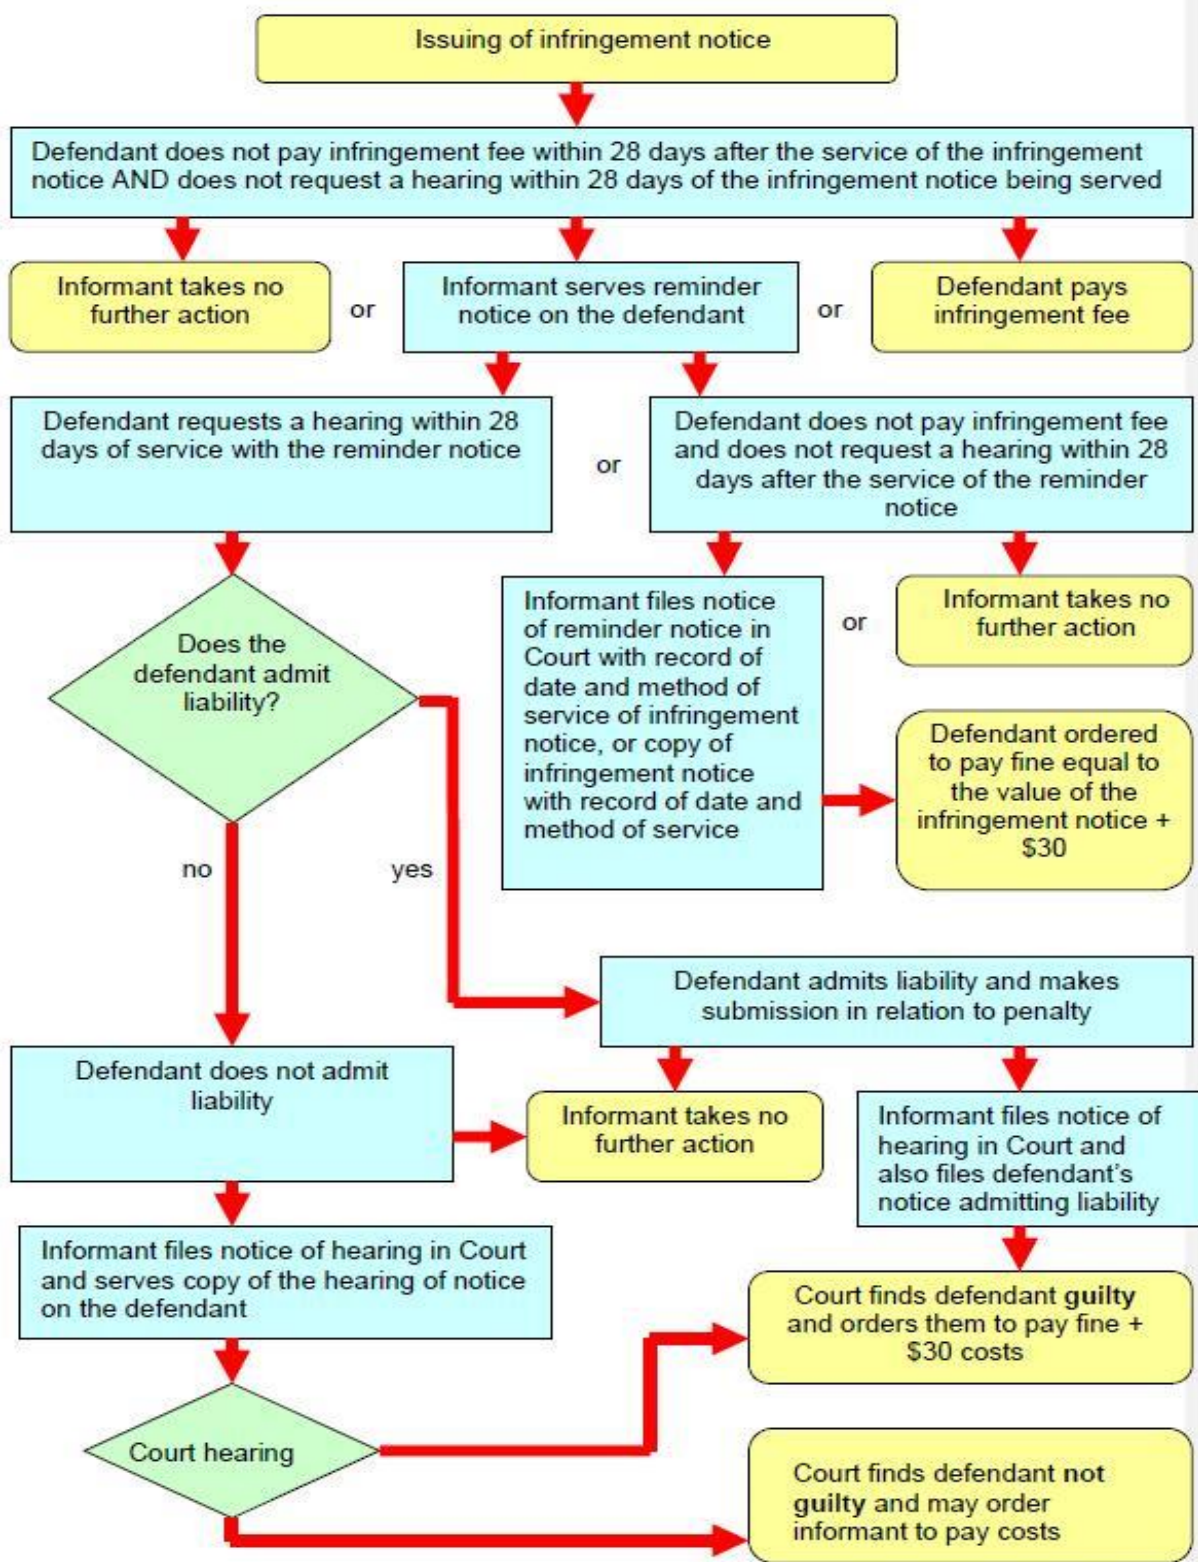 Issuing of infringement notice
Defendant does not pay infringement fee within 28 days after the service of the infringement
notice AND does not request a hearing within 28 days of the infringement notice being served
Informant takes no
further action
or
Informant serves reminder
notice on the defendant
or
Defendant pays
infringement fee
Defendant requests a hearing within 28
days of service with the reminder notice
or
Defendant does not pay infringement fee
and does not request a hearing within 28
days after the service of the reminder
notice
Does the
defendant admit
liability?
Informant files notice
of reminder notice in
Court with record of
date and method of
service of infringement
notice, or copy of
infringement notice
with record of date and
method of service
or
Informant takes no
further action
Defendant ordered
to pay fine equal to
the value of the
infringement notice +
$30
no
yes
Defendant admits liability and makes
submission in relation to penalty
Defendant does not admit
liability
Informant takes no
further action
Informant files notice of
hearing in Court and
also files defendant's
notice admitting liability
Informant files notice of hearing in Court
and serves copy of the hearing of notice
on the defendant
Court finds defendant guilty
and orders them to pay fine +
$30 costs
Court hearing
Court finds defendant not
guilty and may order
informant to pay costs